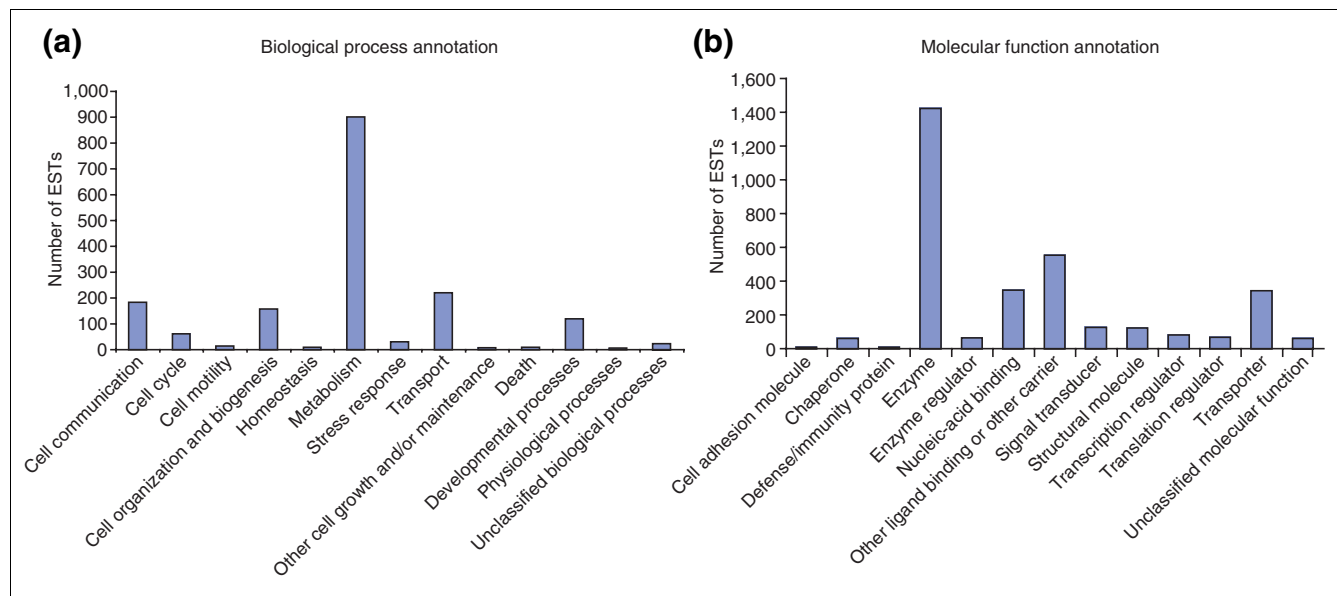 (a)
Biological process annotation
Number of ESTs
1,000
900
800
700
600
500
400
300
200
100
0
Cell communication
Cell cycle
Cell motility
Cell organization and biogenesis
Homeostasis
Metabolism
Stress response
Transport
Other cell growth and/or maintenance
Death
Developmental processes
Physiological processes
Unclassified biological processes
(b)
Molecular function annotation
Number of ESTs
1,600
1,400
1,200
1,000
800
600
400
200
0
Cell adhesion molecule
Chaperone
Defense/immunity protein
Enzyme
Enzyme regulator
Nucleic-acid binding
Other ligand binding or other carrier
Signal transducer
Structural molecule
Transcription regulator
Translation regulator
Transporter
Unclassified molecular function